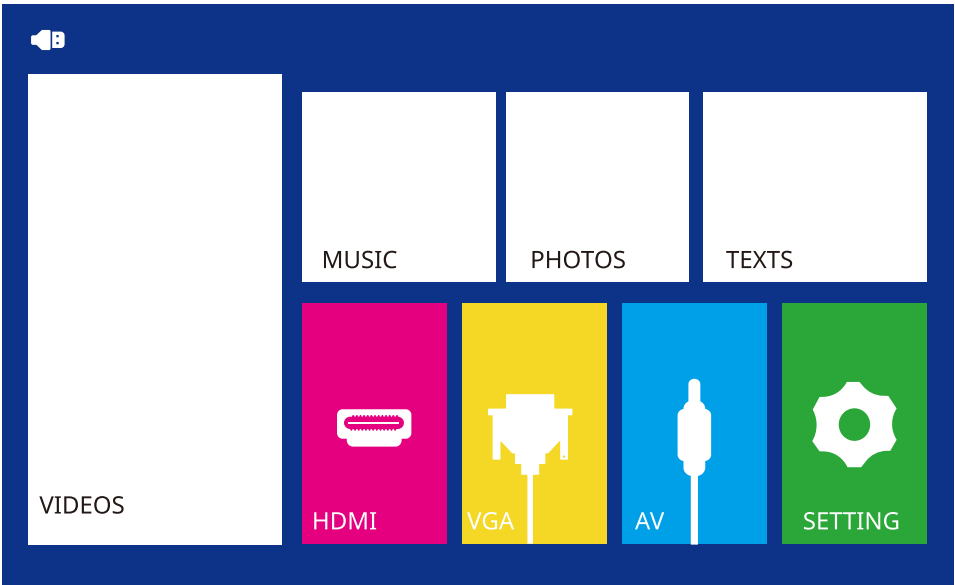 MUSIC
PHOTOS
TEXTS
VIDEOS
HDMI
VGA
AV
SETTING